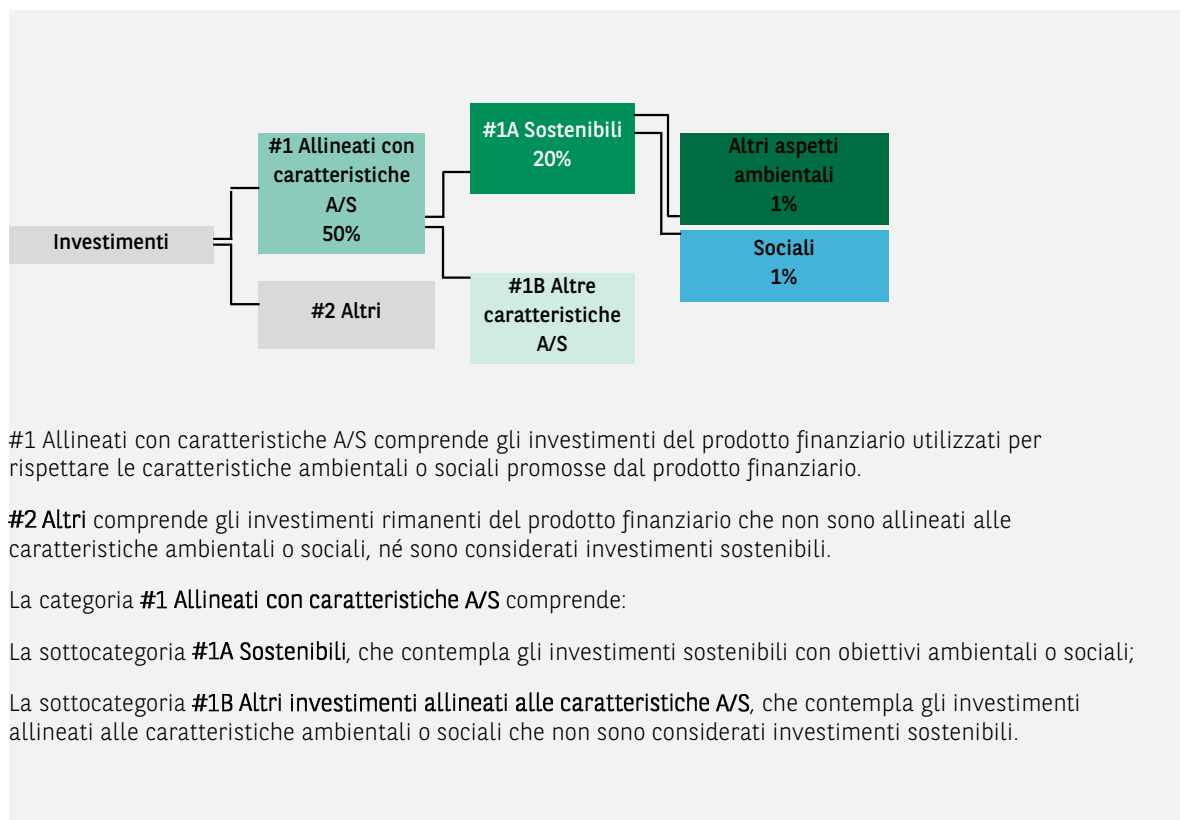 #1A Sostenibili
20%
#1 Allineati con
caratteristiche
A/S
50%
Altri aspetti
ambientali
1%
Investimenti
Sociali
1%
#2 Altri
#1B Altre
caratteristiche
A/S
#1 Allineati con caratteristiche A/S comprende gli investimenti del prodotto finanziario utilizzati per
rispettare le caratteristiche ambientali o sociali promosse dal prodotto finanziario.
#2 Altri comprende gli investimenti rimanenti del prodotto finanziario che non sono allineati alle
caratteristiche ambientali o sociali, né sono considerati investimenti sostenibili.
La categoria #1 Allineati con caratteristiche A/S comprende:
La sottocategoria #1A Sostenibili, che contempla gli investimenti sostenibili con obiettivi ambientali o sociali;
La sottocategoria #1B Altri investimenti allineati alle caratteristiche A/S, che contempla gli investimenti
allineati alle caratteristiche ambientali o sociali che non sono considerati investimenti sostenibili.